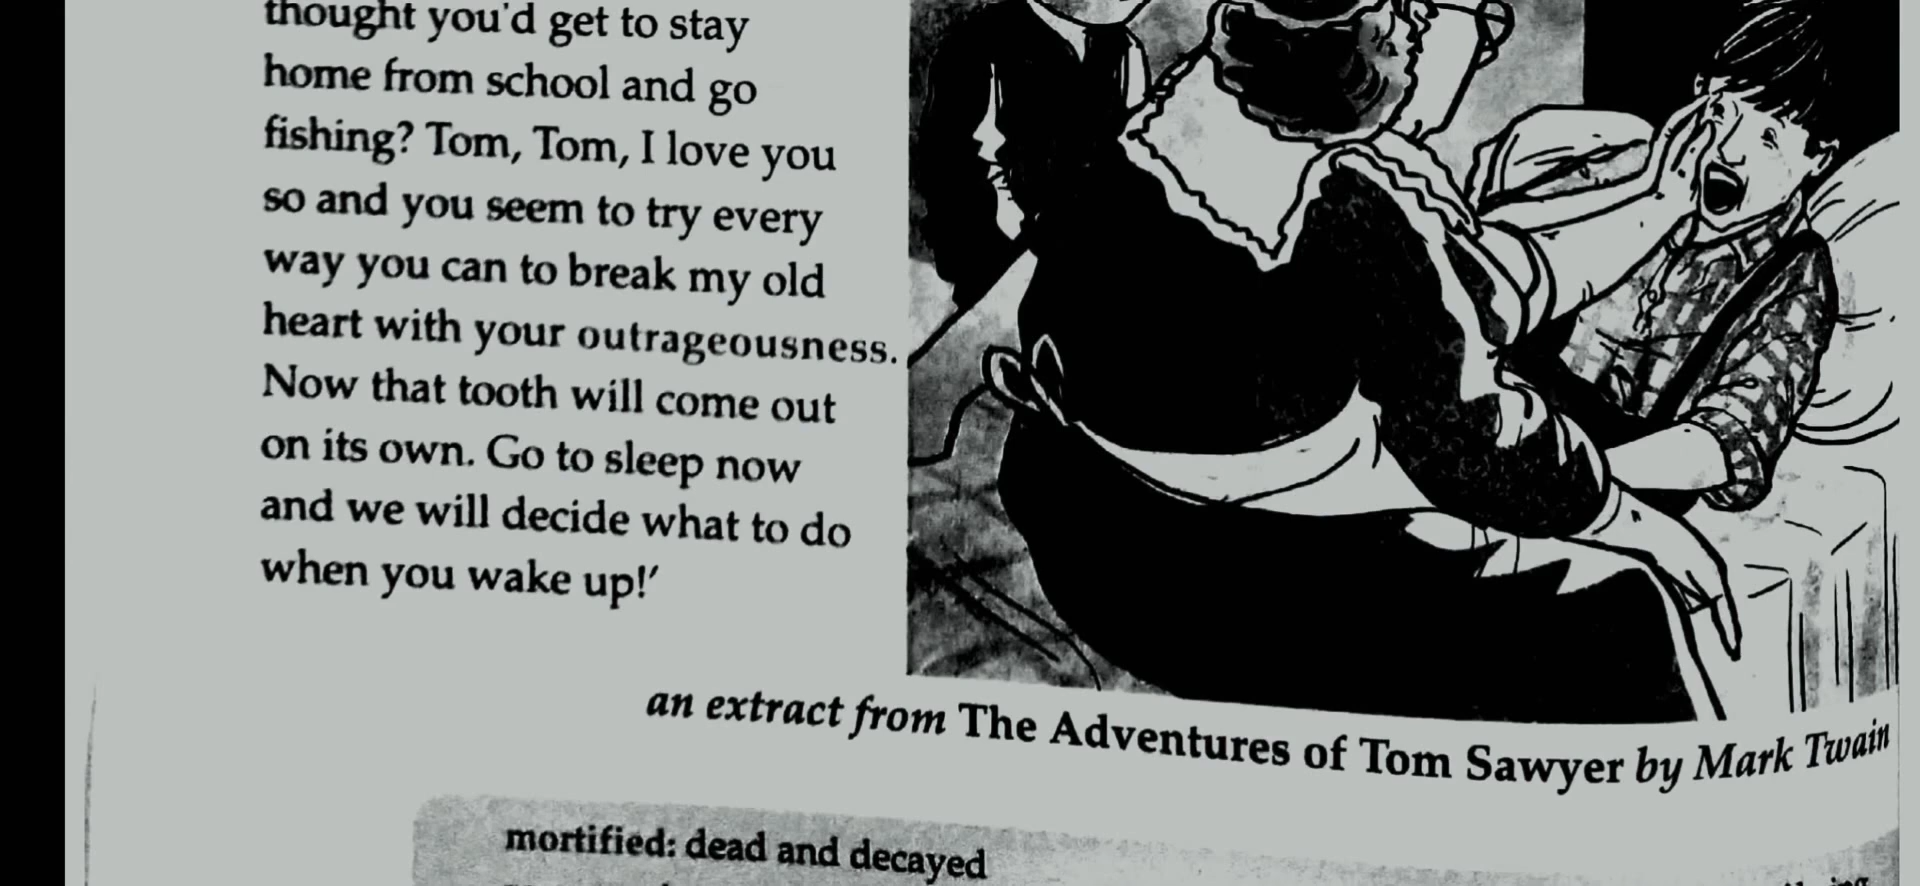 thought you'd get to stay
home from school and go
fishing? Tom, Tom, I love you
so and you seem to try every
way you can to break my old
heart with your outrageousness.
Now that tooth will come out
on its own. Go to sleep now
and we will decide what to do
when you wake up!'
an extract from The Adventures of Tom Sawyer by Mark Twain
mortified: dead and decayed